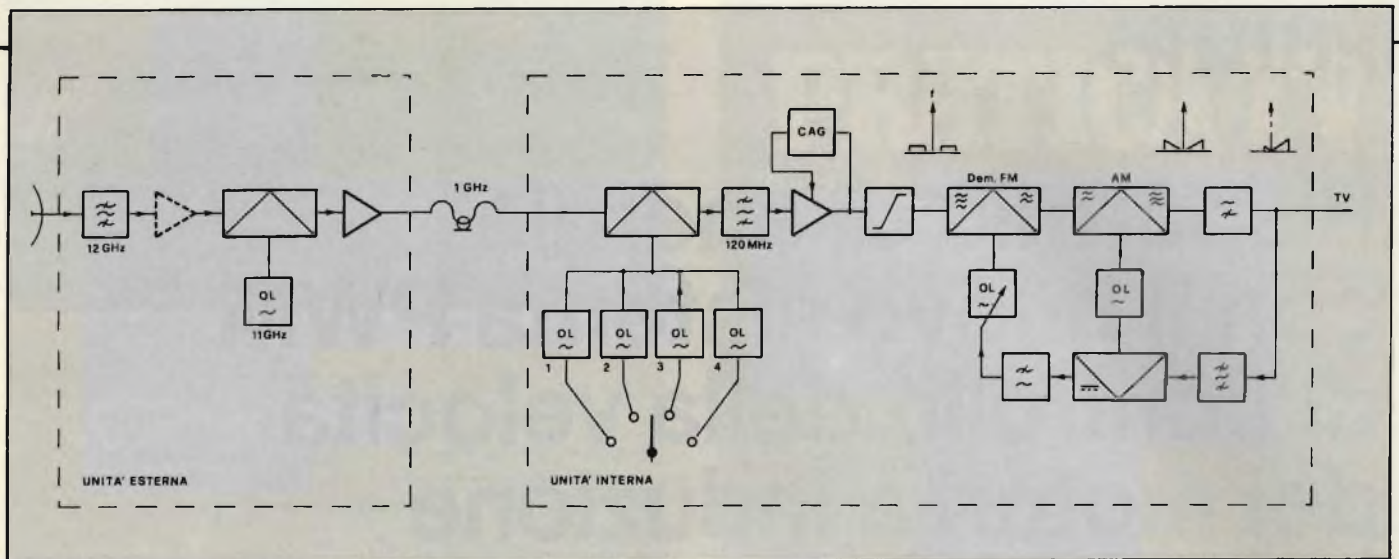 CAG
f
1 GHz
Dem. FM
AM
TV
12 GHz
120 MHz
OL
~
11GHz
OL
~
OL
~
OL
~
OL
~
1
2
3
4
OL
~
OL
~
UNITA' ESTERNA
UNITA' INTERNA